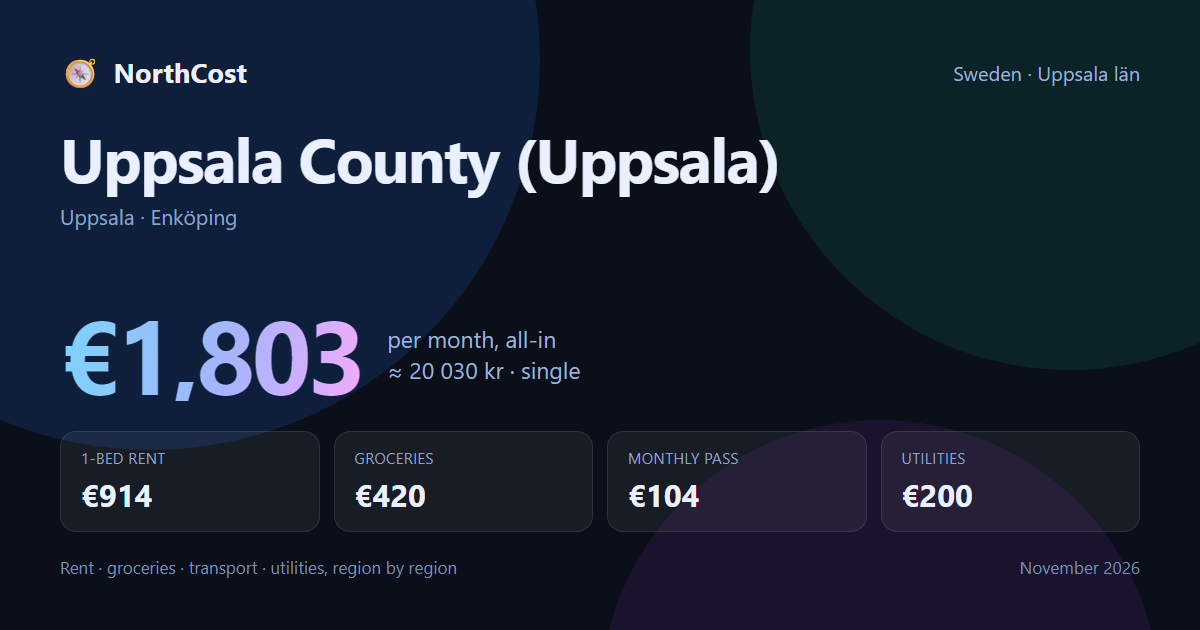 NorthCost
Sweden · Uppsala län
Uppsala County (Uppsala)
Uppsala · Enköping
€1,803
per month, all-in
≈ 20 030 kr · single
1-BED RENT
€914
GROCERIES
€420
MONTHLY PASS
€104
UTILITIES
€200
Rent · groceries · transport · utilities, region by region
November 2026